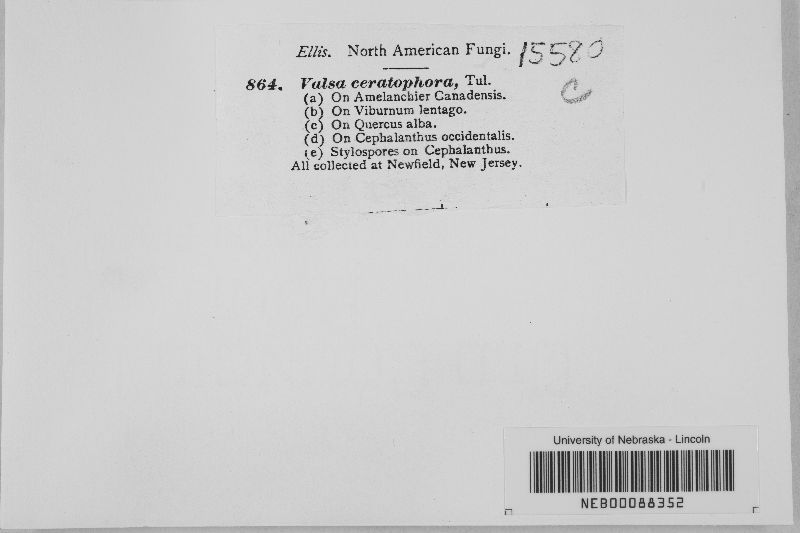 Ellis. North American Fungi. 15580
864. Valsa ceratophora, Tul. C
(a) On Amelanchier Canadensis.
(b) On Viburnum lentago.
(c) On Quercus alba.
(d) On Cephalanthus occidentalis.
(e) Stylospores on Cephalanthus.
All collected at Newfield, New Jersey.
University of Nebraska - Lincoln
NEB00088352